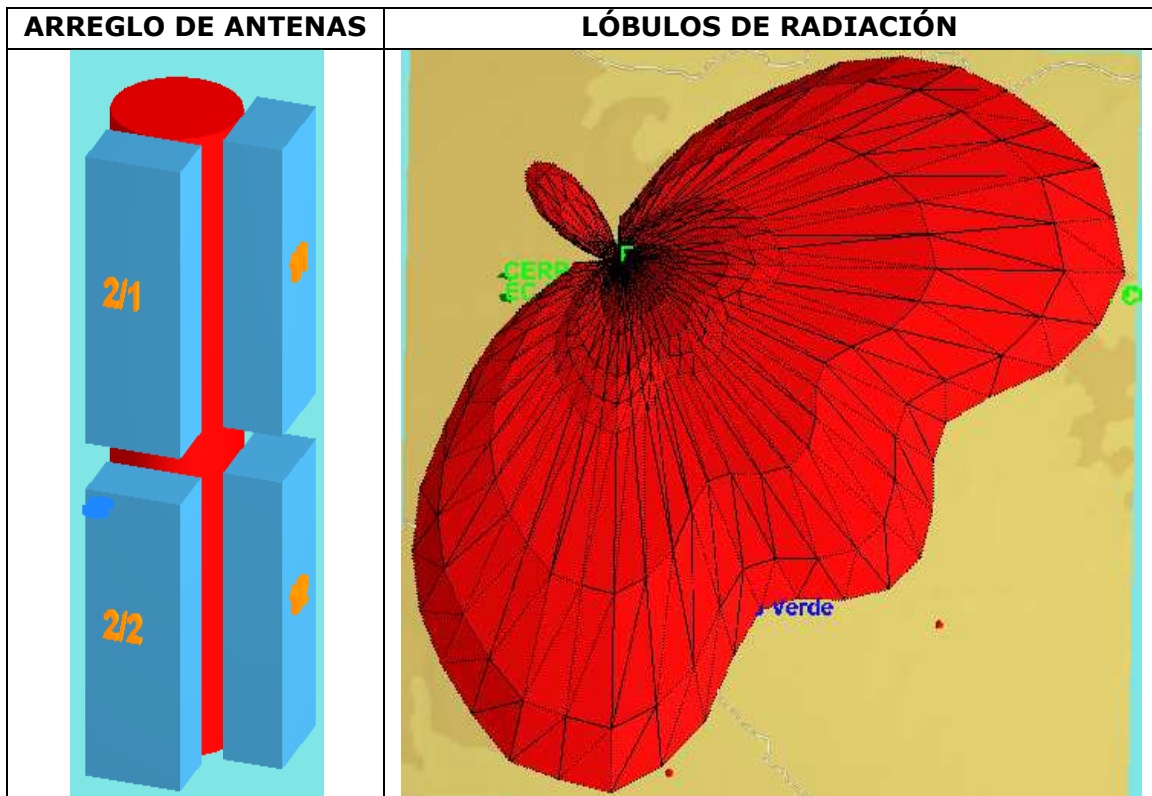 ARREGLO DE ANTENAS
LÓBULOS DE RADIACIÓN
2/1
2/2
F
CERR
EC
Verde